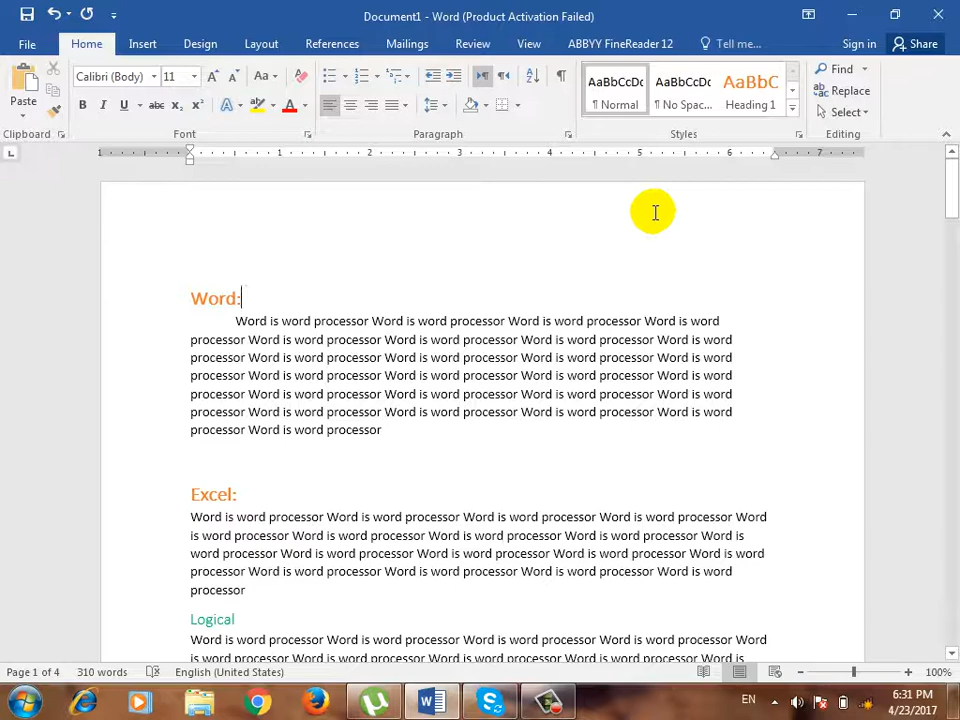 Document1 - Word (Product Activation Failed)
File Home Insert Design Layout References Mailings Review View ABBYY FineReader 12 Tell me... Sign in Share
Paste
Calibri (Body) 11
Aa
B I U abc x₂ x²
A A
AaBbCcDc AaBbCcDc AaBbC
¶ Normal ¶ No Spac... Heading 1
Find
Replace
Select
Clipboard Font Paragraph Styles Editing
1 1 2 3 4 5 6 7
Word:
Word is word processor Word is word processor Word is word processor Word is word
processor Word is word processor Word is word processor Word is word processor Word is word
processor Word is word processor Word is word processor Word is word processor Word is word
processor Word is word processor Word is word processor Word is word processor Word is word
processor Word is word processor Word is word processor Word is word processor Word is word
processor Word is word processor Word is word processor Word is word processor Word is word
processor Word is word processor
Excel:
Word is word processor Word is word processor Word is word processor Word is word processor Word
is word processor Word is word processor Word is word processor Word is word processor Word is
word processor Word is word processor Word is word processor Word is word processor Word is word
processor Word is word processor Word is word processor Word is word processor Word is word
processor
Logical
Word is word processor Word is word processor Word is word processor Word is word processor Word
is word processor Word is word processor Word is word processor Word is word processor Word is
Page 1 of 4 310 words English (United States) 100%
EN
6:31 PM
4/23/2017